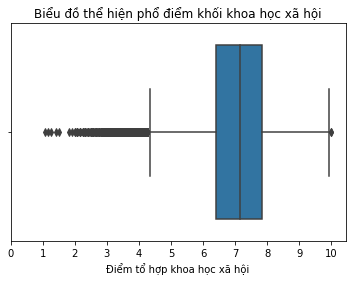 Biểu đồ thể hiện phổ điểm khối khoa học xã hội
0 1 2 3 4 5 6 7 8 9 10
Điểm tổ hợp khoa học xã hội